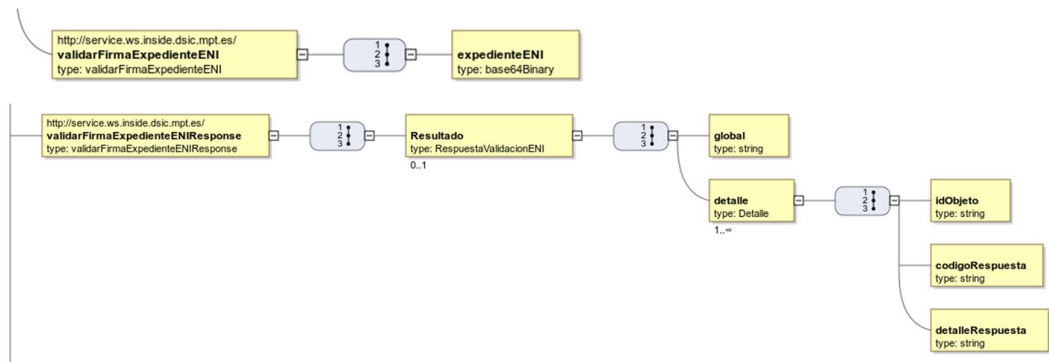 http://service.ws.inside.dsic.mpt.es/
validarFirmaExpedienteENI
type: validarFirmaExpedienteENI
1
2
3
expedienteENI
type: base64Binary
http://service.ws.inside.dsic.mpt.es/
validarFirmaExpedienteENIResponse
type: validarFirmaExpedienteENIResponse
1
2
3
Resultado
type: RespuestaValidacionENI
0..1
1
2
3
global
type: string
detalle
type: Detalle
1..∞
1
2
3
idObjeto
type: string
codigoRespuesta
type: string
detalleRespuesta
type: string